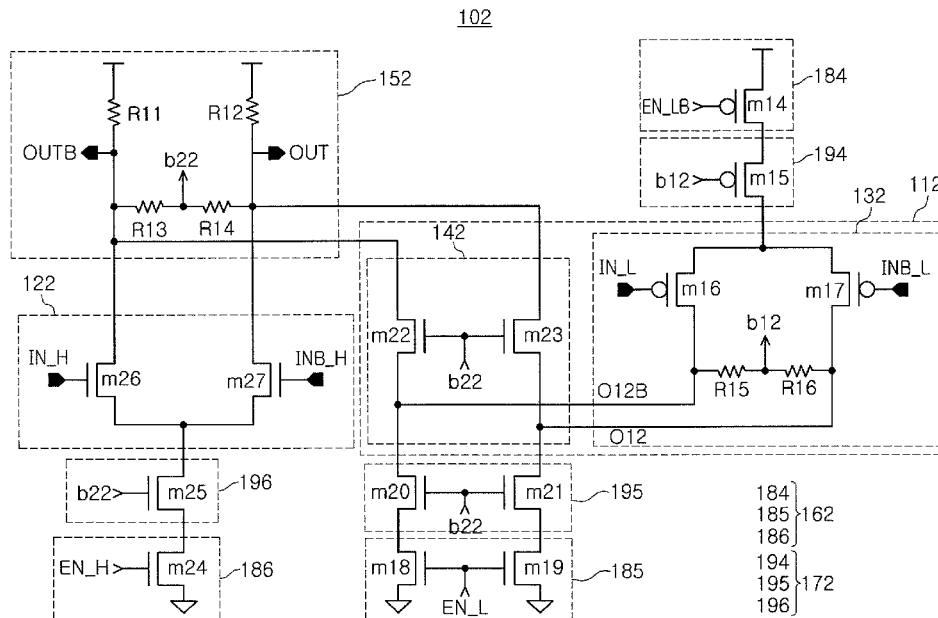 102
152
184
R11
R12
EN_LB
m14
OUTB
OUT
b22
194
b12
m15
R13
R14
132
112
142
122
IN_L
m16
m17
INB_L
m22
m23
b12
IN_H
m26
m27
INB_H
b22
R15
R16
O12B
O12
b22
m25
196
m20
m21
195
b22
184
185
186
162
EN_H
m24
186
m18
m19
185
EN_L
194
195
196
172